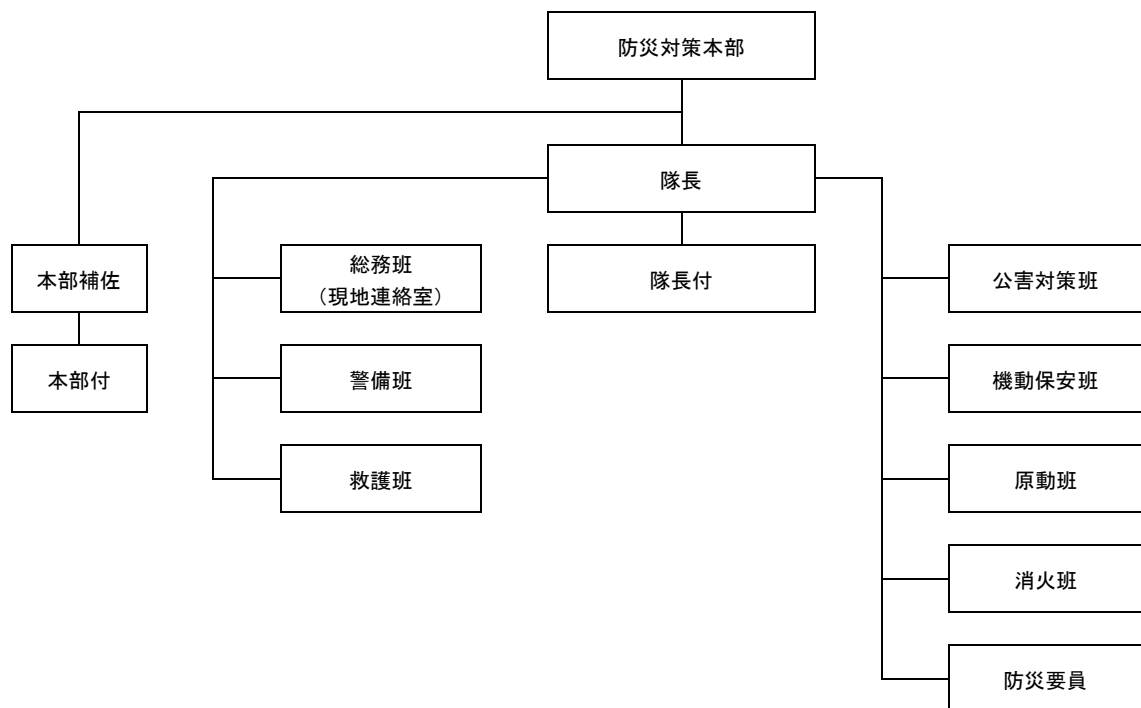 防災対策本部
隊長
本部補佐
総務班
（現地連絡室）
隊長付
公害対策班
本部付
警備班
機動保安班
救護班
原動班
消火班
防災要員